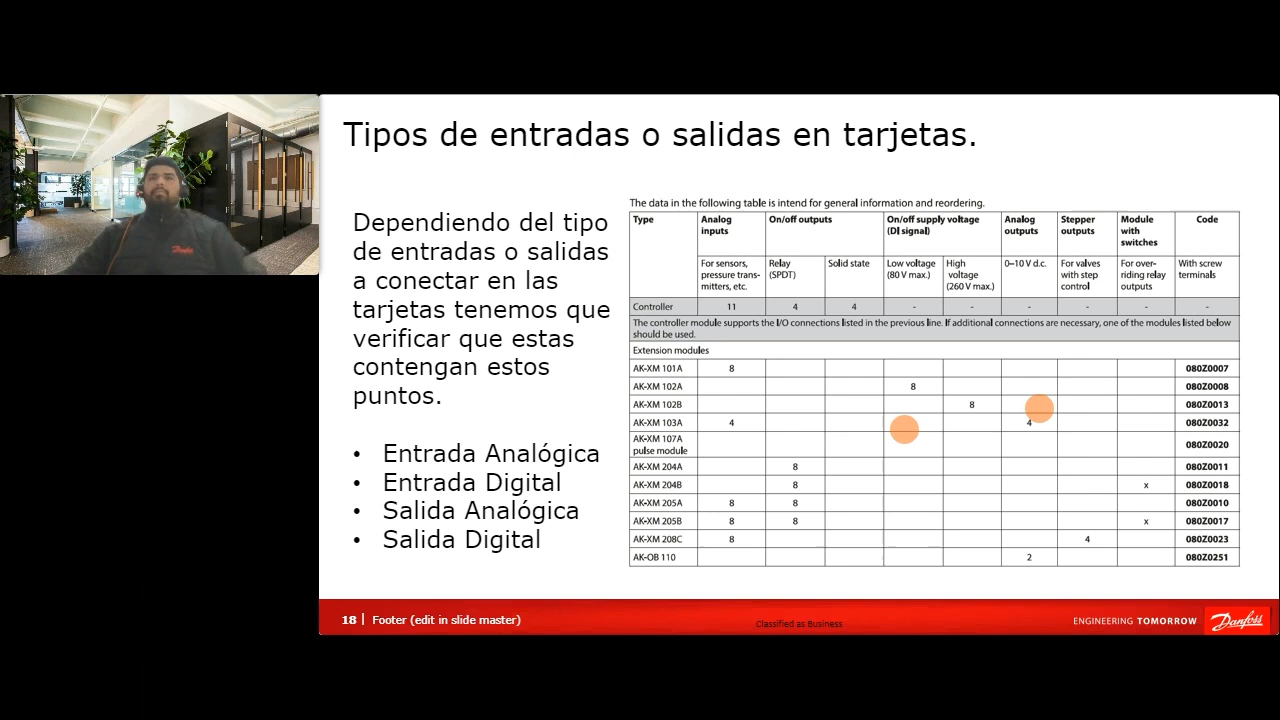 Tipos de entradas o salidas en tarjetas.
Dependiendo del tipo
de entradas o salidas
a conectar en las
tarjetas tenemos que
verificar que estas
contengan estos
puntos.
• Entrada Analógica
• Entrada Digital
• Salida Analógica
• Salida Digital
The data in the following table is intend for general information and reordering.
Type Analog inputs On/off outputs On/off supply voltage (DI signal) Analog outputs Stepper outputs Module with switches Code
For sensors, pressure trans-mitters, etc. Relay (SPDT) Solid state Low voltage (80 V max.) High voltage (260 V max.) 0–10 V d.c. For valves with step control For over-riding relay outputs With screw terminals
Controller 11 4 4 - - - - - -
The controller module supports the I/O connections listed in the previous line. If additional connections are necessary, one of the modules listed below
should be used.
Extension modules
AK-XM 101A 8 080Z0007
AK-XM 102A 8 080Z0008
AK-XM 102B 8 080Z0013
AK-XM 103A 4 4 080Z0032
AK-XM 107A
pulse module 080Z0020
AK-XM 204A 8 080Z0011
AK-XM 204B 8 x 080Z0018
AK-XM 205A 8 8 080Z0010
AK-XM 205B 8 8 x 080Z0017
AK-XM 208C 8 4 080Z0023
AK-OB 110 2 080Z0251
18 | Footer (edit in slide master)
Classified as Business
ENGINEERING TOMORROW
Danfoss